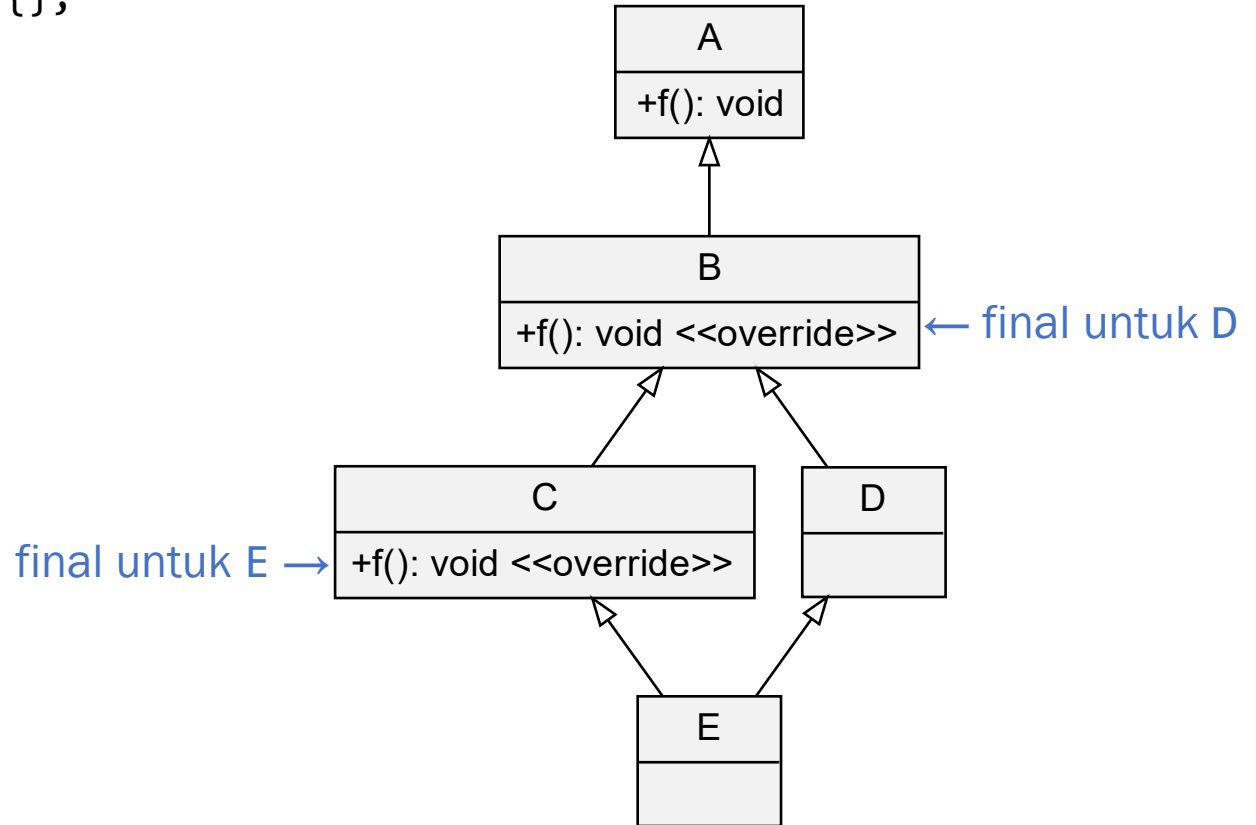 {};
A
+f(): void
B
+f(): void <<override>>
← final untuk D
C
D
final untuk E →
+f(): void <<override>>
E